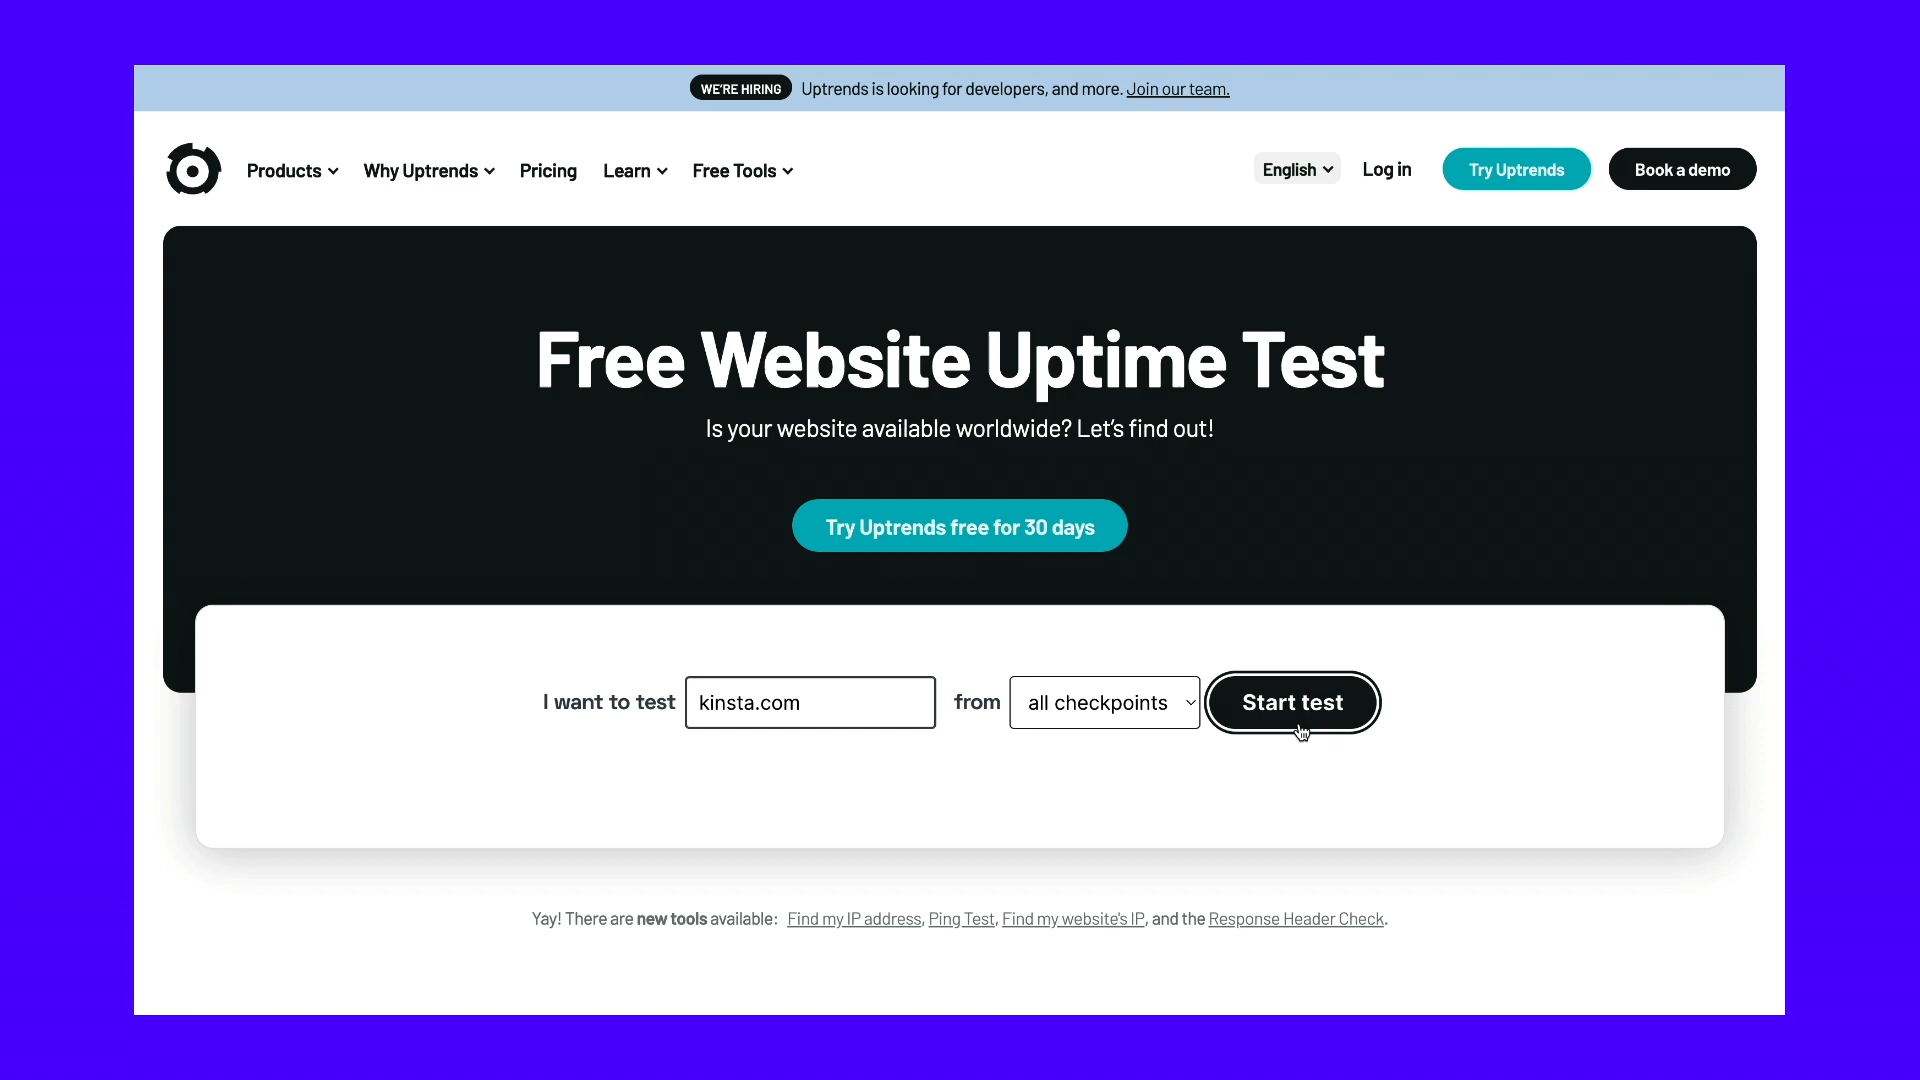 WE'RE HIRING Uptrends is looking for developers, and more. Join our team.
Products Why Uptrends Pricing Learn Free Tools English Log in Try Uptrends Book a demo
Free Website Uptime Test
Is your website available worldwide? Let's find out!
Try Uptrends free for 30 days
I want to test kinsta.com from all checkpoints Start test
Yay! There are new tools available: Find my IP address, Ping Test, Find my website's IP, and the Response Header Check.